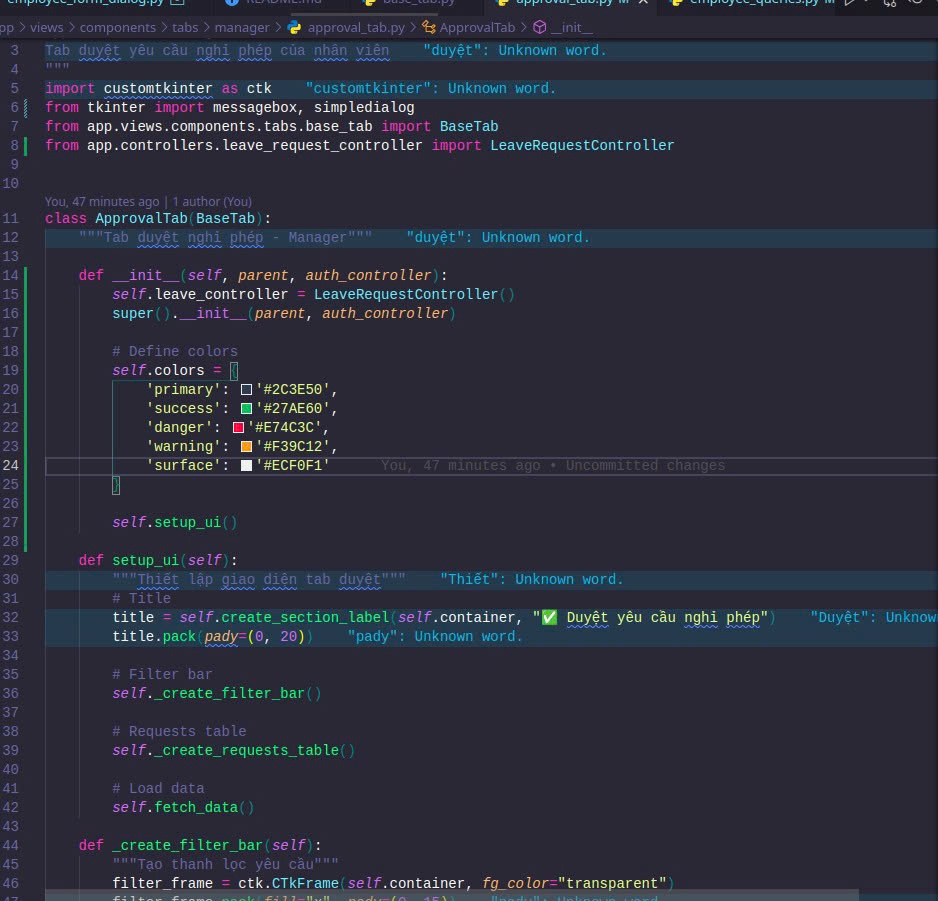 employee_form_dialog.py README.md base_tab.py approval_tab.py M employee_queries.py M
pp > views > components > tabs > manager > approval_tab.py > ApprovalTab > __init__
3 Tab duyệt yêu cầu nghỉ phép của nhân viên "duyệt": Unknown word.
4 """
5 import customtkinter as ctk "customtkinter": Unknown word.
6 from tkinter import messagebox, simpledialog
7 from app.views.components.tabs.base_tab import BaseTab
8 from app.controllers.leave_request_controller import LeaveRequestController
9
10
You, 47 minutes ago | 1 author (You)
11 class ApprovalTab(BaseTab):
12 """Tab duyệt nghỉ phép - Manager""" "duyệt": Unknown word.
13
14 def __init__(self, parent, auth_controller):
15 self.leave_controller = LeaveRequestController()
16 super().__init__(parent, auth_controller)
17
18 # Define colors
19 self.colors = {
20 'primary': '#2C3E50',
21 'success': '#27AE60',
22 'danger': '#E74C3C',
23 'warning': '#F39C12',
24 'surface': '#ECF0F1' You, 47 minutes ago • Uncommitted changes
25 }
26
27 self.setup_ui()
28
29 def setup_ui(self):
30 """Thiết lập giao diện tab duyệt""" "Thiết": Unknown word.
31 # Title
32 title = self.create_section_label(self.container, "✅ Duyệt yêu cầu nghỉ phép") "Duyệt": Unknow
33 title.pack(pady=(0, 20)) "pady": Unknown word.
34
35 # Filter bar
36 self._create_filter_bar()
37
38 # Requests table
39 self._create_requests_table()
40
41 # Load data
42 self.fetch_data()
43
44 def _create_filter_bar(self):
45 """Tạo thanh lọc yêu cầu"""
46 filter_frame = ctk.CTkFrame(self.container, fg_color="transparent")
47 filter_frame.pack(fill="x", pady=(0, 15)) "pady": Unknown word.